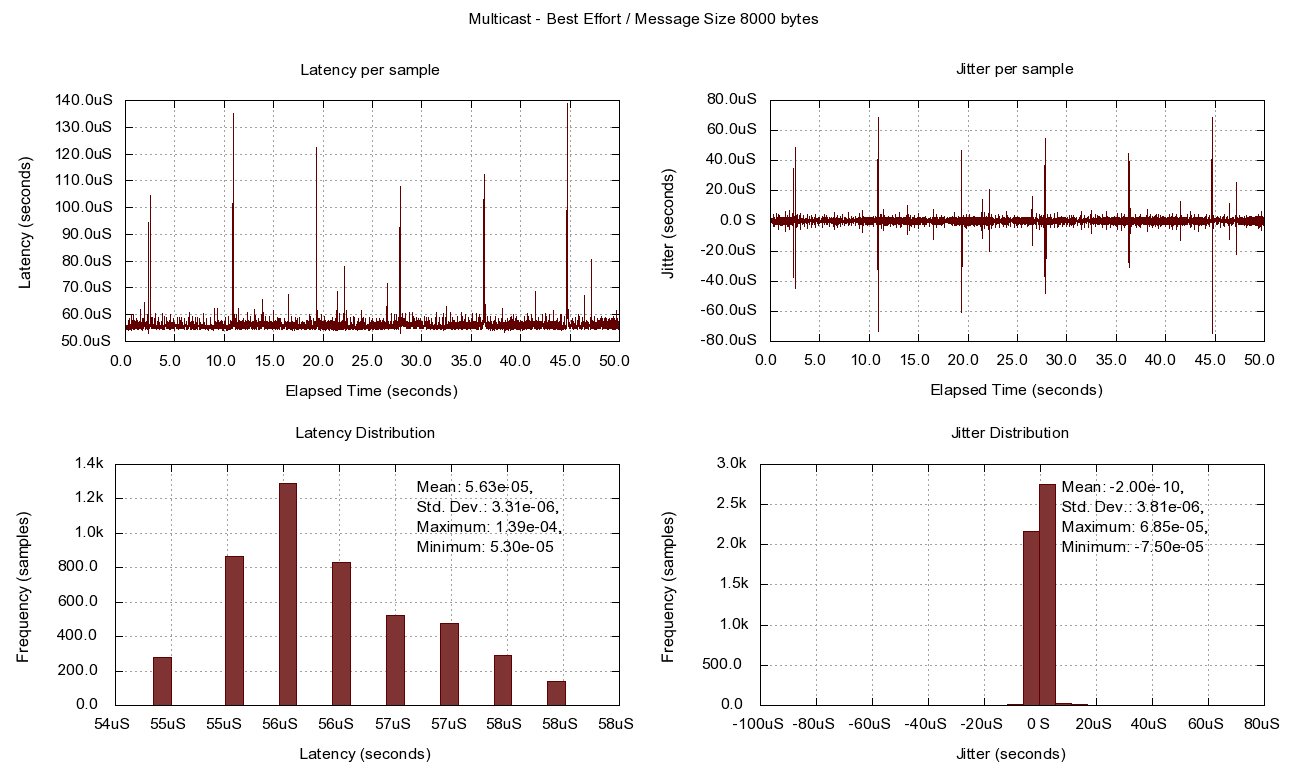 Multicast - Best Effort / Message Size 8000 bytes
Latency per sample
Latency (seconds)
140.0uS
130.0uS
120.0uS
110.0uS
100.0uS
90.0uS
80.0uS
70.0uS
60.0uS
50.0uS
0.0 5.0 10.0 15.0 20.0 25.0 30.0 35.0 40.0 45.0 50.0
Elapsed Time (seconds)
Jitter per sample
Jitter (seconds)
80.0uS
60.0uS
40.0uS
20.0uS
0.0 S
-20.0uS
-40.0uS
-60.0uS
-80.0uS
0.0 5.0 10.0 15.0 20.0 25.0 30.0 35.0 40.0 45.0 50.0
Elapsed Time (seconds)
Latency Distribution
Frequency (samples)
1.4k
1.2k
1.0k
800.0
600.0
400.0
200.0
0.0
Mean: 5.63e-05,
Std. Dev.: 3.31e-06,
Maximum: 1.39e-04,
Minimum: 5.30e-05
54uS 55uS 55uS 56uS 56uS 57uS 57uS 58uS 58uS 58uS
Latency (seconds)
Jitter Distribution
Frequency (samples)
3.0k
2.5k
2.0k
1.5k
1.0k
500.0
0.0
Mean: -2.00e-10,
Std. Dev.: 3.81e-06,
Maximum: 6.85e-05,
Minimum: -7.50e-05
-100uS -80uS -60uS -40uS -20uS 0 S 20uS 40uS 60uS 80uS
Jitter (seconds)